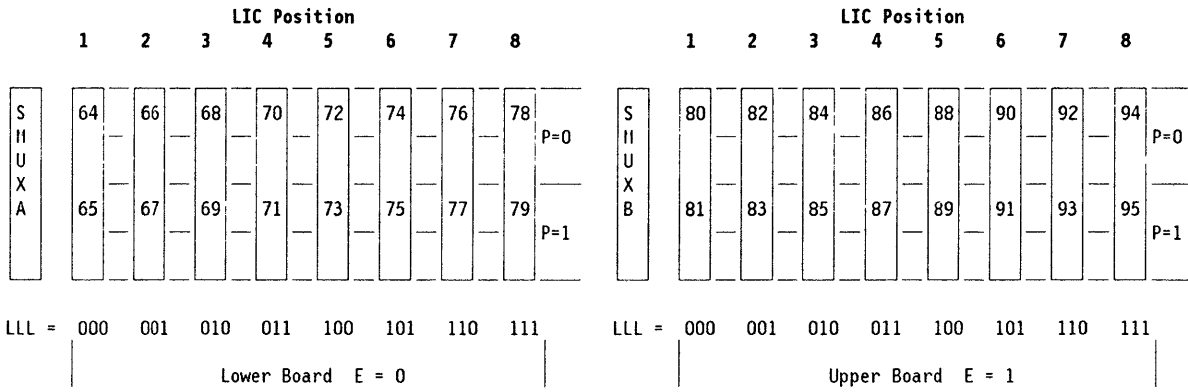 LIC Position LIC Position
1 2 3 4 5 6 7 8 1 2 3 4 5 6 7 8
S 64 66 68 70 72 74 76 78 S 80 82 84 86 88 90 92 94
M P=0 M P=0
U U
X X
A 65 67 69 71 73 75 77 79 B 81 83 85 87 89 91 93 95
P=1 P=1
LLL = 000 001 010 011 100 101 110 111 LLL = 000 001 010 011 100 101 110 111
Lower Board E = 0 Upper Board E = 1